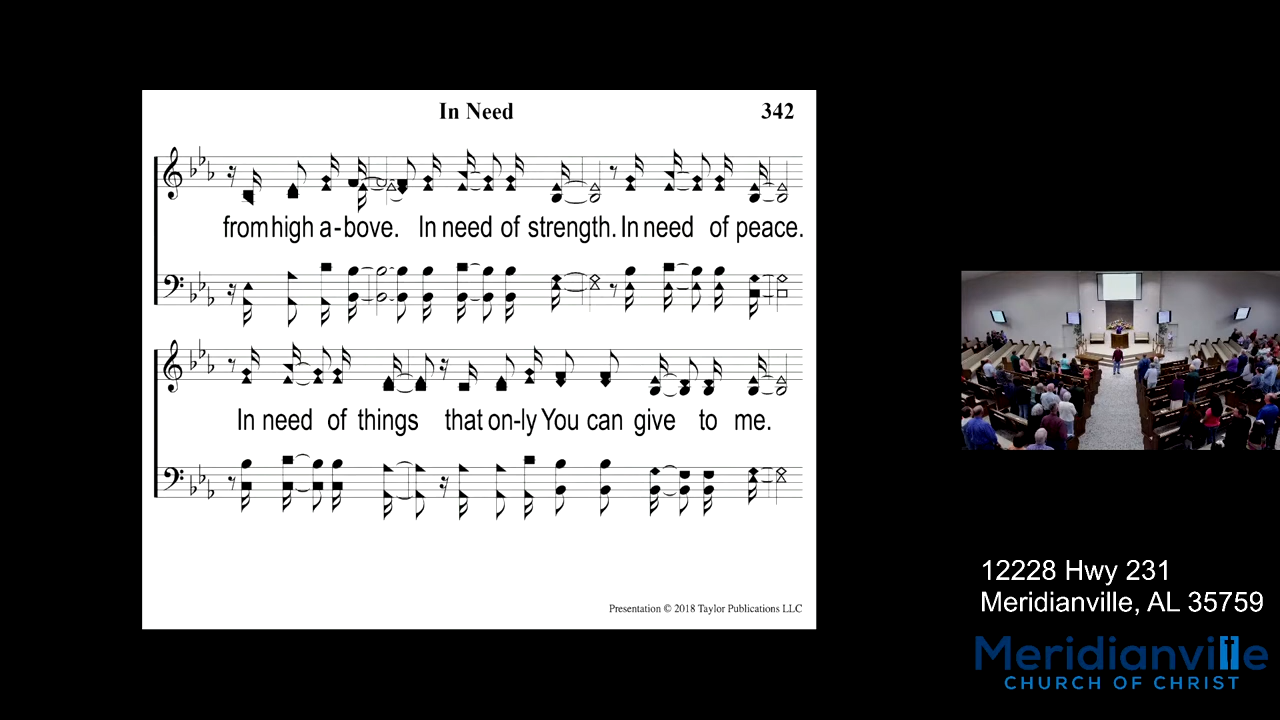 In Need 342
from high a-bove. In need of strength. In need of peace.
In need of things that on-ly You can give to me.
Presentation © 2018 Taylor Publications LLC
12228 Hwy 231
Meridianville, AL 35759
Meridianville
CHURCH OF CHRIST